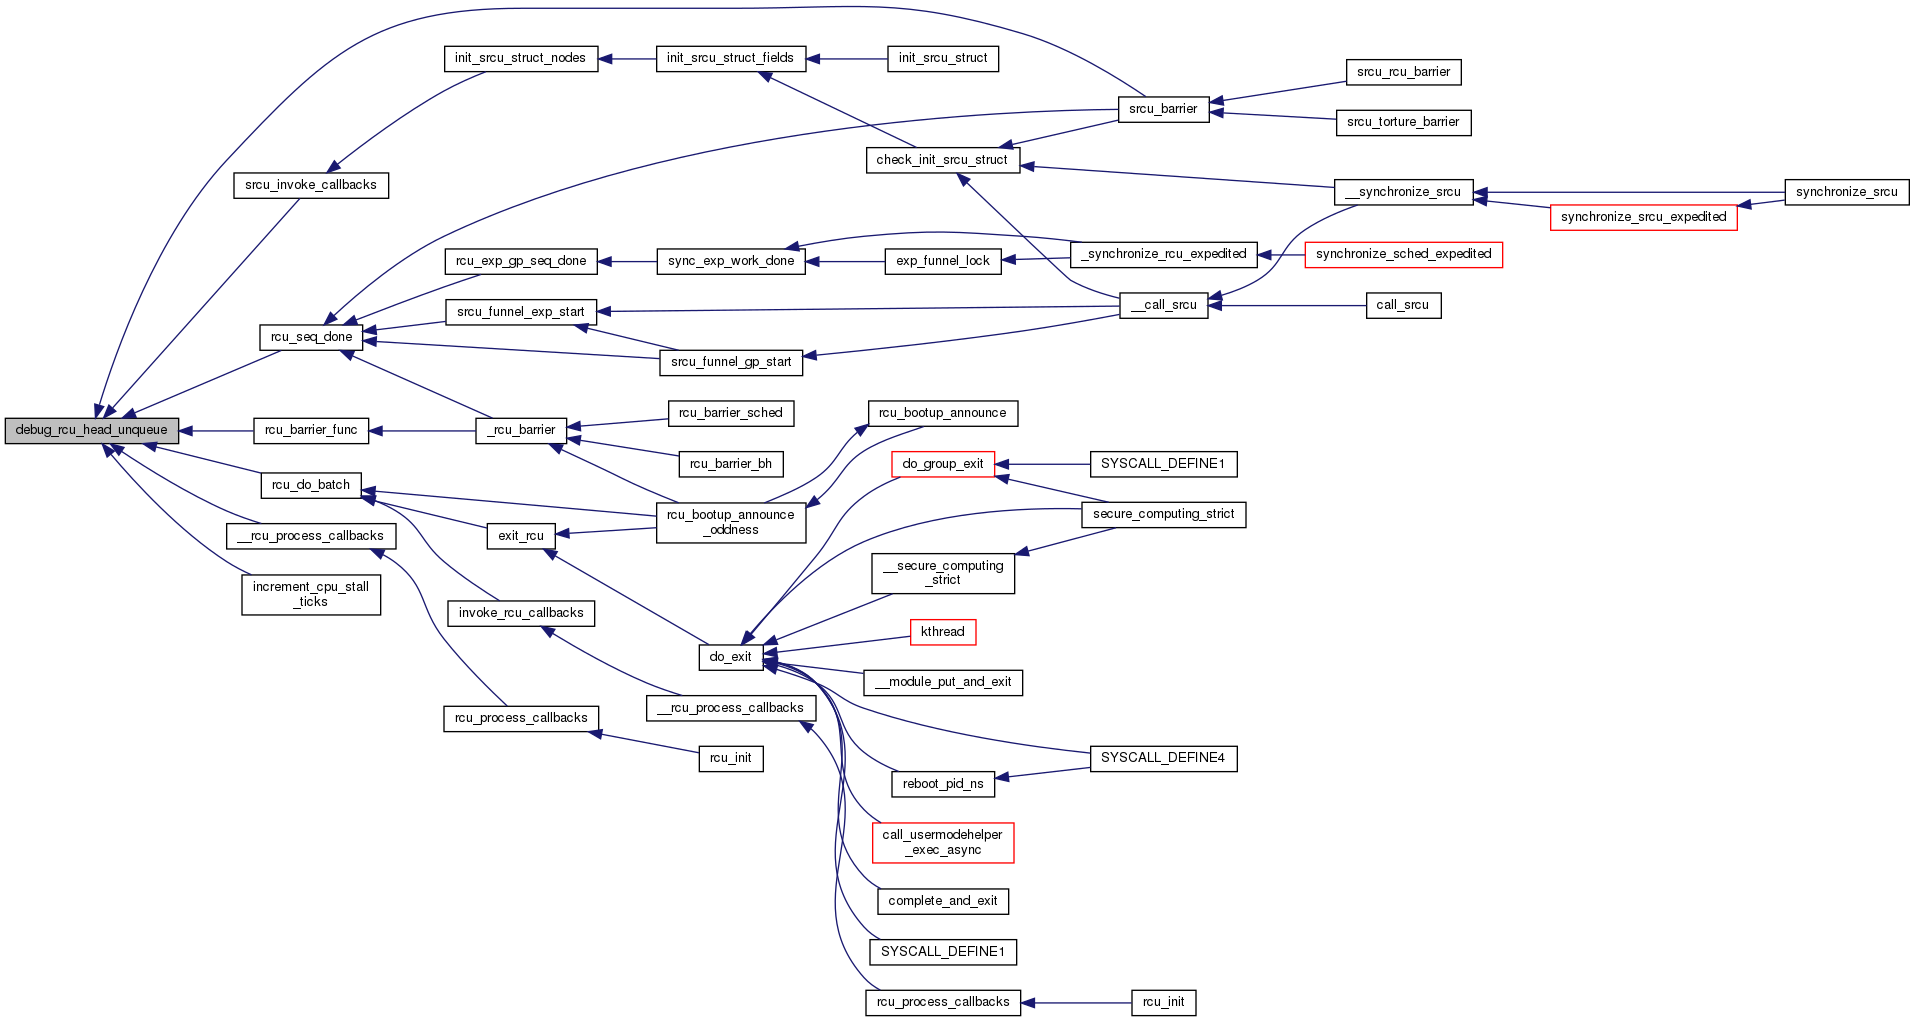 init_srcu_struct_nodes
init_srcu_struct_fields
init_srcu_struct
srcu_rcu_barrier
srcu_barrier
srcu_torture_barrier
check_init_srcu_struct
srcu_invoke_callbacks
__synchronize_srcu
synchronize_srcu
synchronize_srcu_expedited
rcu_exp_gp_seq_done
sync_exp_work_done
exp_funnel_lock
_synchronize_rcu_expedited
synchronize_sched_expedited
srcu_funnel_exp_start
__call_srcu
call_srcu
rcu_seq_done
srcu_funnel_gp_start
debug_rcu_head_unqueue
rcu_barrier_func
_rcu_barrier
rcu_barrier_sched
rcu_bootup_announce
rcu_barrier_bh
do_group_exit
SYSCALL_DEFINE1
rcu_do_batch
rcu_bootup_announce
_oddness
secure_computing_strict
__rcu_process_callbacks
exit_rcu
__secure_computing
_strict
increment_cpu_stall
_ticks
invoke_rcu_callbacks
kthread
do_exit
__module_put_and_exit
__rcu_process_callbacks
rcu_process_callbacks
rcu_init
SYSCALL_DEFINE4
reboot_pid_ns
call_usermodehelper
_exec_async
complete_and_exit
SYSCALL_DEFINE1
rcu_process_callbacks
rcu_init